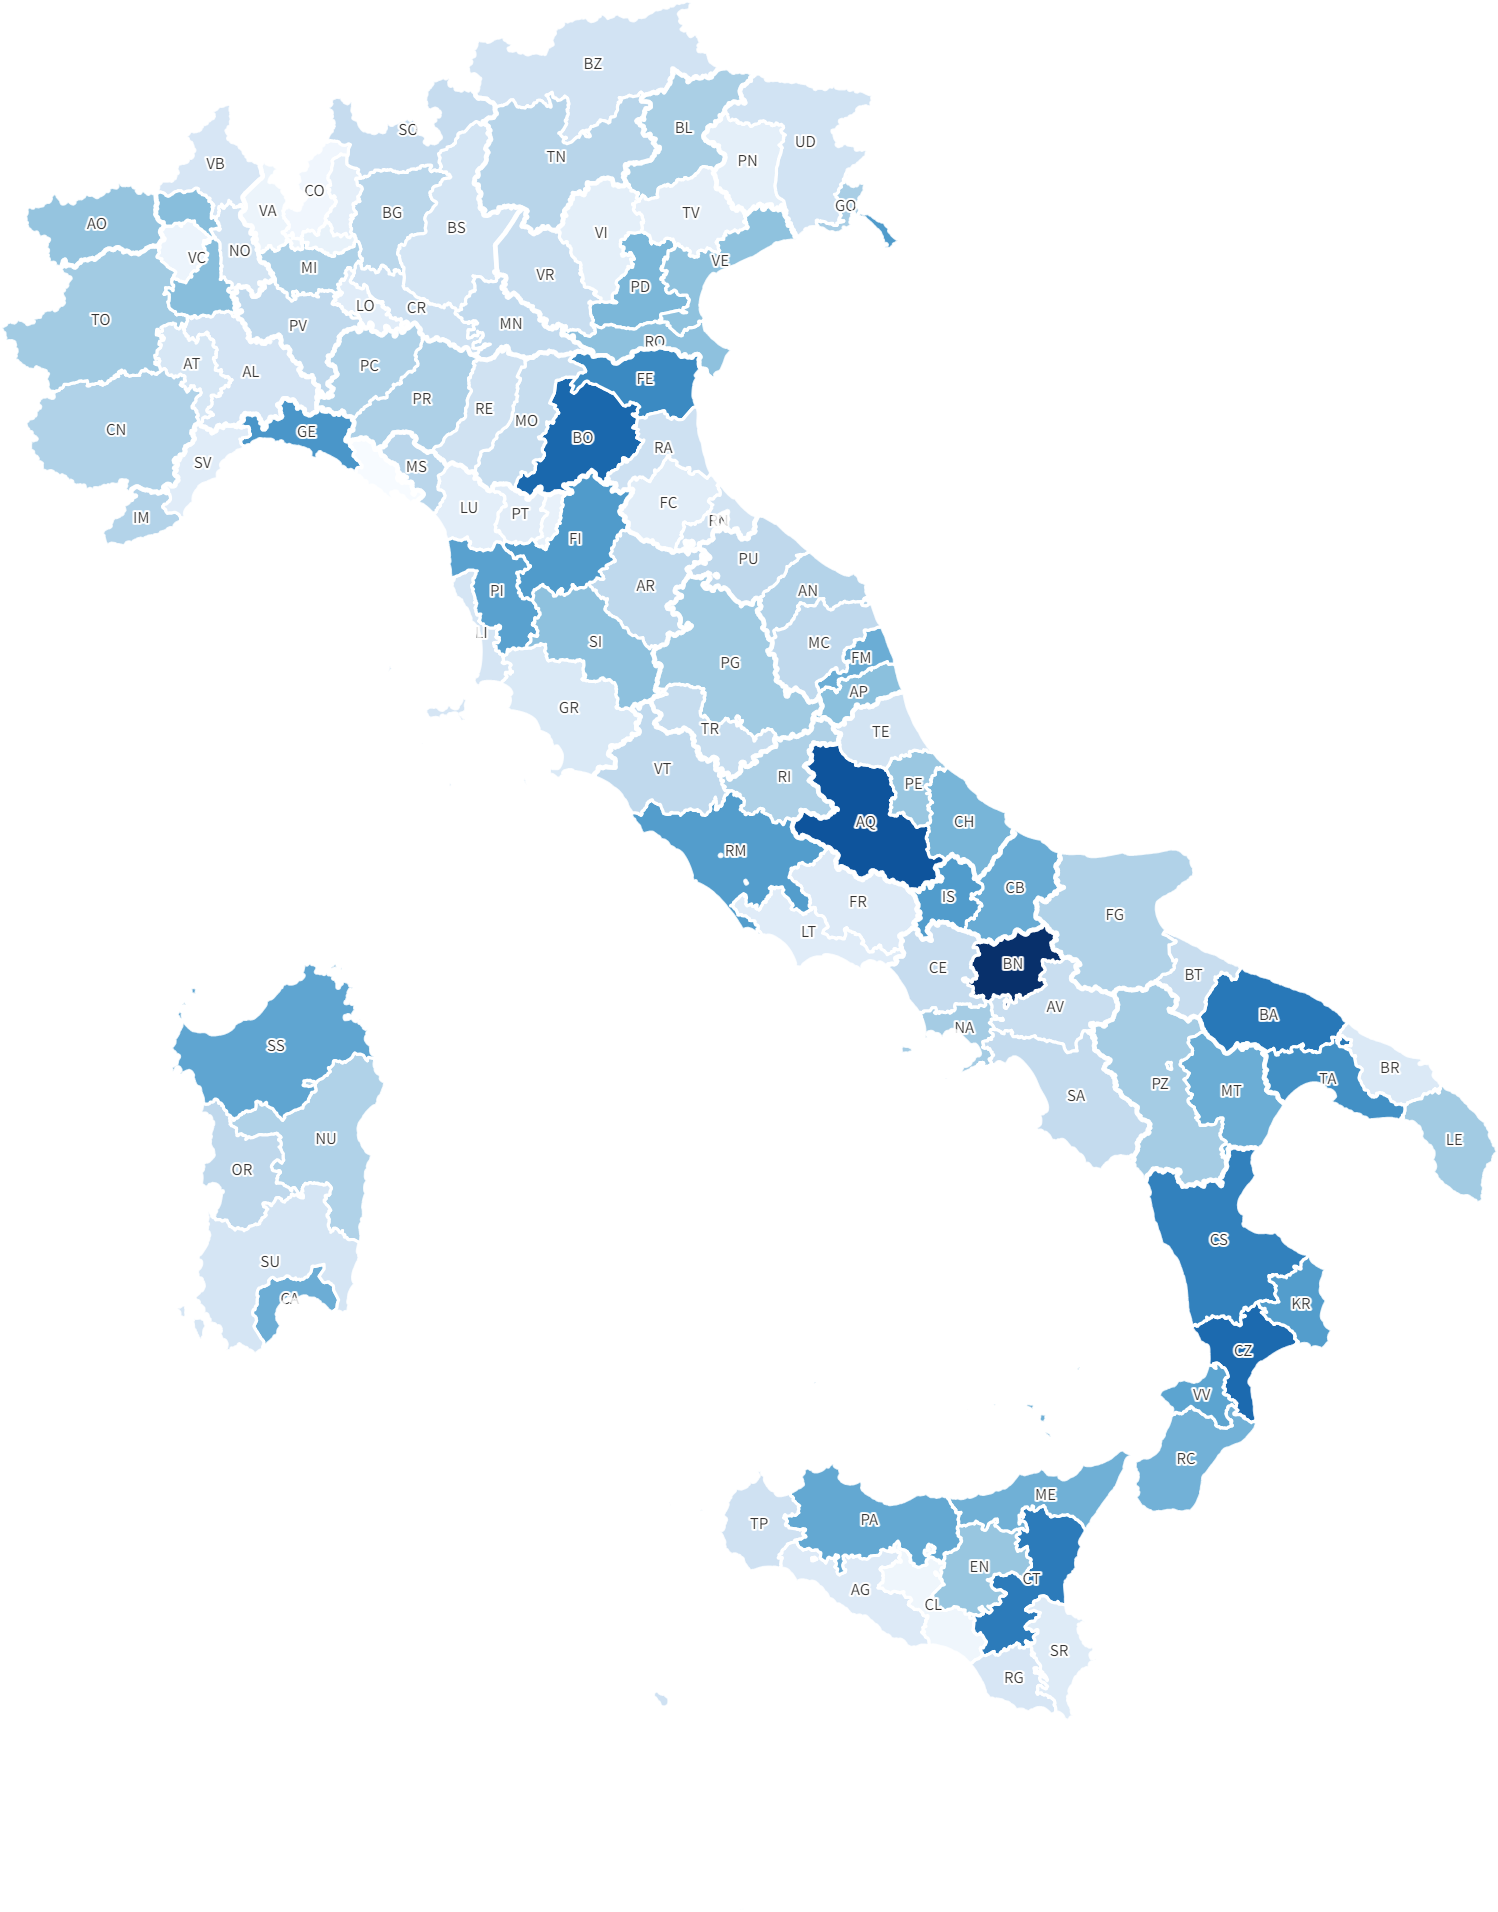 BZ
BL
SO
UD
TN
PN
VB
CO
GO
VA
BG
TV
AO
BS
VI
NO
VC
VE
MI
VR
PD
LO
CR
TO
PV
MN
RO
AT
PC
AL
FE
PR
RE
MO
CN
GE
BO
RA
SV
MS
FC
LU
PT
IM
RN
FI
PU
AR
PI
AN
LI
SI
MC
FM
PG
AP
GR
TR
TE
VT
RI
PE
AQ
CH
RM
CB
IS
FR
FG
LT
BN
CE
BT
AV
BA
NA
SS
BR
TA
PZ
MT
SA
NU
LE
OR
CS
SU
CA
KR
CZ
VV
RC
ME
PA
TP
EN
CT
AG
CL
SR
RG